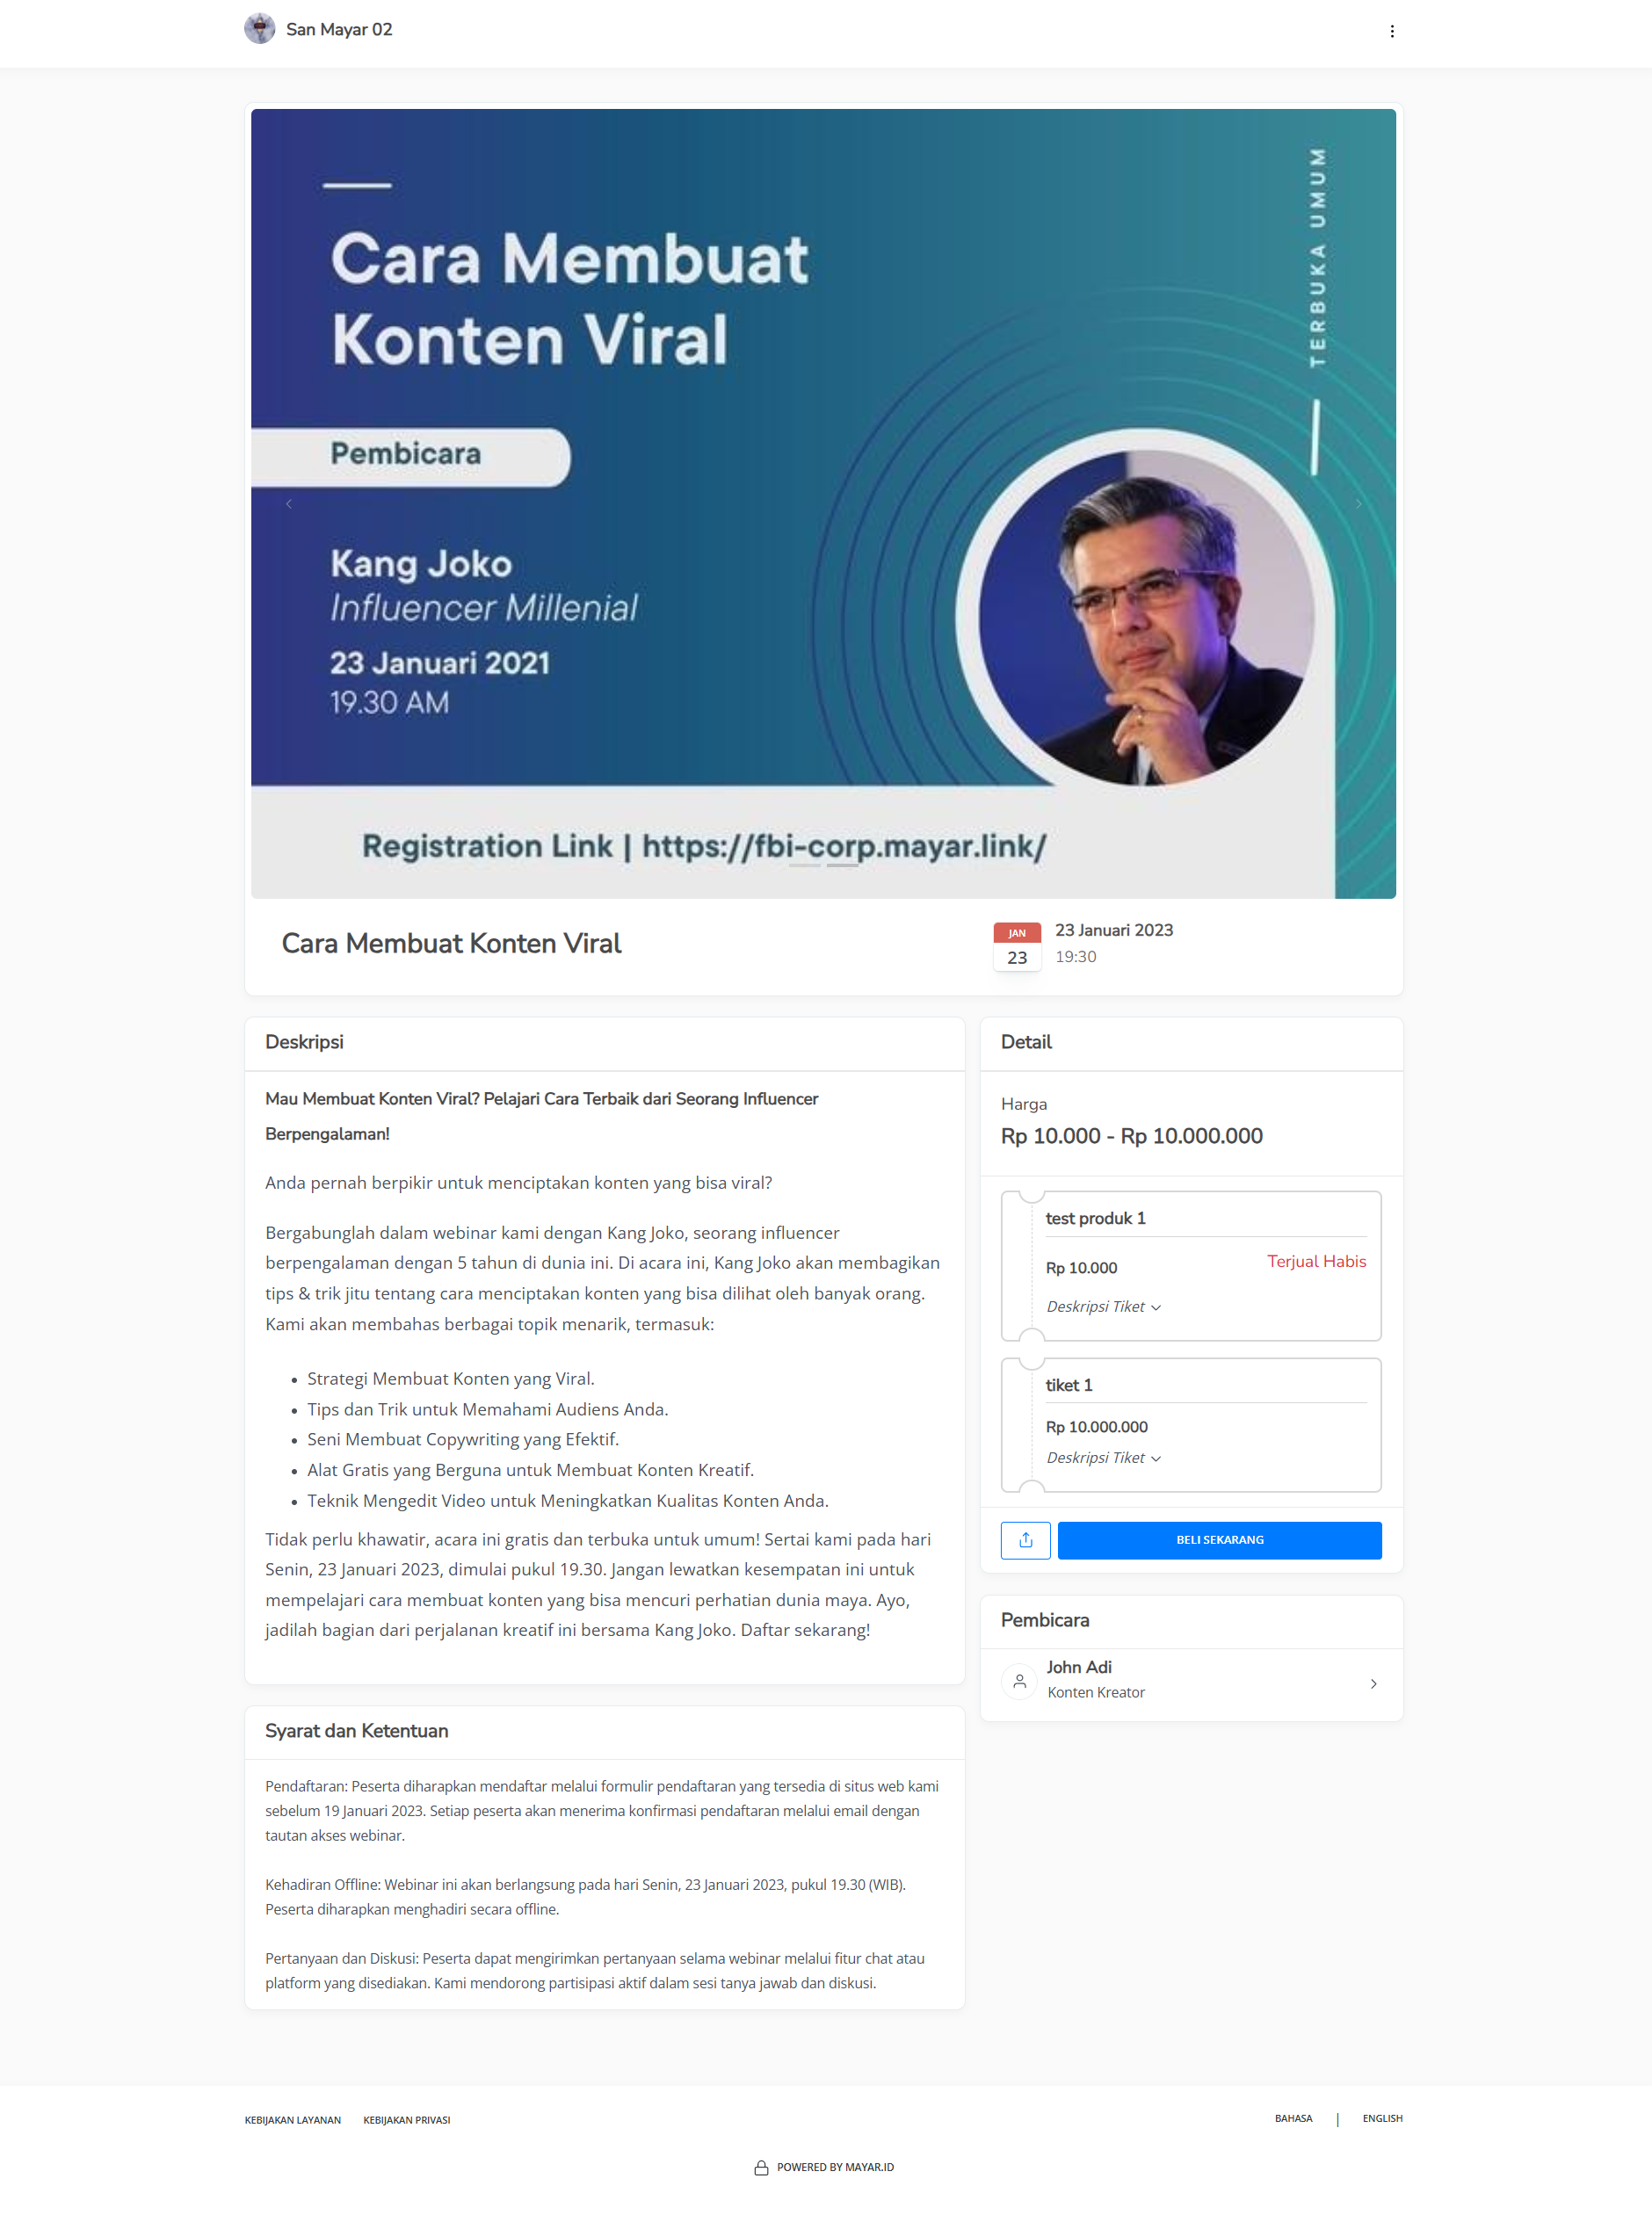 San Mayar 02
TERBUKA UMUM
Cara Membuat
Konten Viral
Pembicara
Kang Joko
Influencer Millenial
23 Januari 2021
19.30 AM
Registration Link | https://fbi-corp.mayar.link/
Cara Membuat Konten Viral
JAN
23
23 Januari 2023
19:30
Deskripsi
Mau Membuat Konten Viral? Pelajari Cara Terbaik dari Seorang Influencer
Berpengalaman!
Anda pernah berpikir untuk menciptakan konten yang bisa viral?
Bergabunglah dalam webinar kami dengan Kang Joko, seorang influencer
berpengalaman dengan 5 tahun di dunia ini. Di acara ini, Kang Joko akan membagikan
tips & trik jitu tentang cara menciptakan konten yang bisa dilihat oleh banyak orang.
Kami akan membahas berbagai topik menarik, termasuk:
• Strategi Membuat Konten yang Viral.
• Tips dan Trik untuk Memahami Audiens Anda.
• Seni Membuat Copywriting yang Efektif.
• Alat Gratis yang Berguna untuk Membuat Konten Kreatif.
• Teknik Mengedit Video untuk Meningkatkan Kualitas Konten Anda.
Tidak perlu khawatir, acara ini gratis dan terbuka untuk umum! Sertai kami pada hari
Senin, 23 Januari 2023, dimulai pukul 19.30. Jangan lewatkan kesempatan ini untuk
mempelajari cara membuat konten yang bisa mencuri perhatian dunia maya. Ayo,
jadilah bagian dari perjalanan kreatif ini bersama Kang Joko. Daftar sekarang!
Syarat dan Ketentuan
Pendaftaran: Peserta diharapkan mendaftar melalui formulir pendaftaran yang tersedia di situs web kami
sebelum 19 Januari 2023. Setiap peserta akan menerima konfirmasi pendaftaran melalui email dengan
tautan akses webinar.
Kehadiran Offline: Webinar ini akan berlangsung pada hari Senin, 23 Januari 2023, pukul 19.30 (WIB).
Peserta diharapkan menghadiri secara offline.
Pertanyaan dan Diskusi: Peserta dapat mengirimkan pertanyaan selama webinar melalui fitur chat atau
platform yang disediakan. Kami mendorong partisipasi aktif dalam sesi tanya jawab dan diskusi.
Detail
Harga
Rp 10.000 - Rp 10.000.000
test produk 1
Rp 10.000
Terjual Habis
Deskripsi Tiket
tiket 1
Rp 10.000.000
Deskripsi Tiket
BELI SEKARANG
Pembicara
John Adi
Konten Kreator
KEBIJAKAN LAYANAN
KEBIJAKAN PRIVASI
BAHASA | ENGLISH
POWERED BY MAYAR.ID